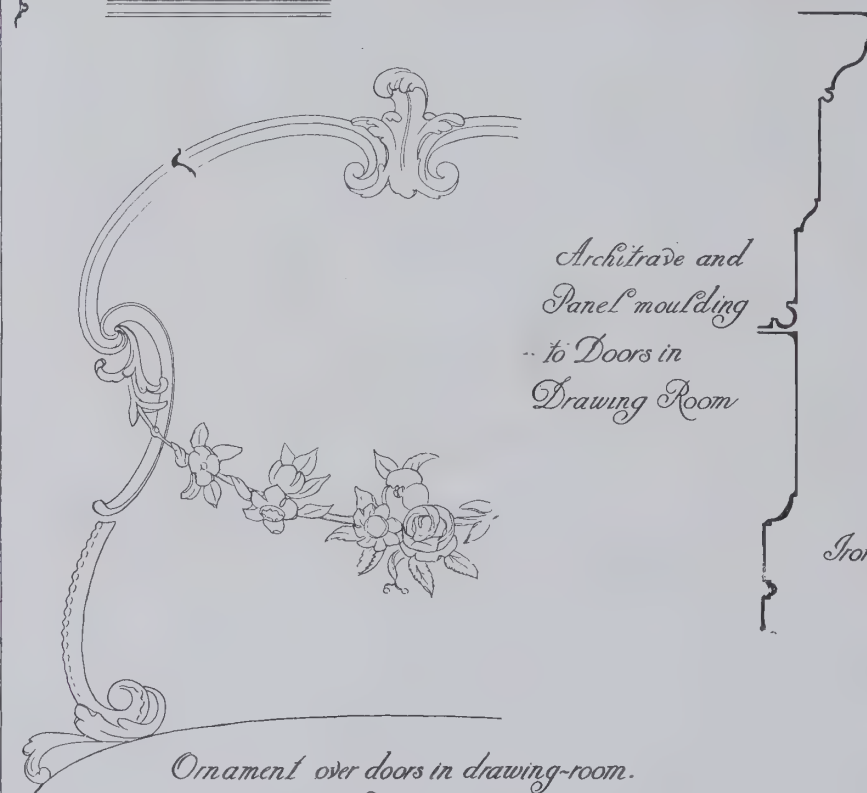 Architrave and
Panel moulding
to Doors in
Drawing Room
Ornament over doors in drawing-room.